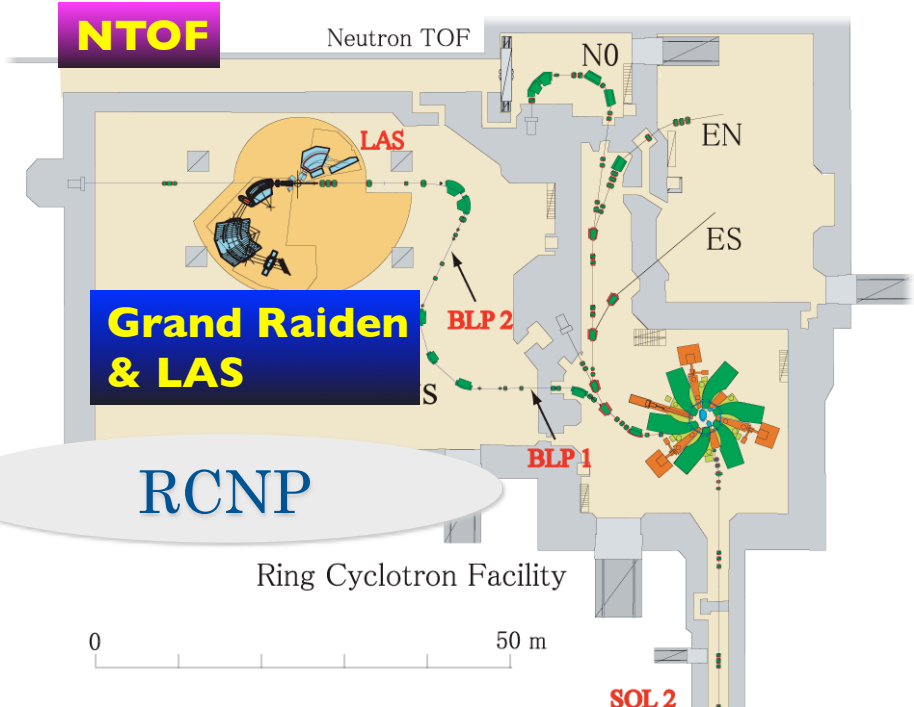 NTOF
Neutron TOF
N0
LAS
EN
ES
BLP 2
Grand Raiden
& LAS
S
BLP 1
RCNP
Ring Cyclotron Facility
0
50 m
SOL 2